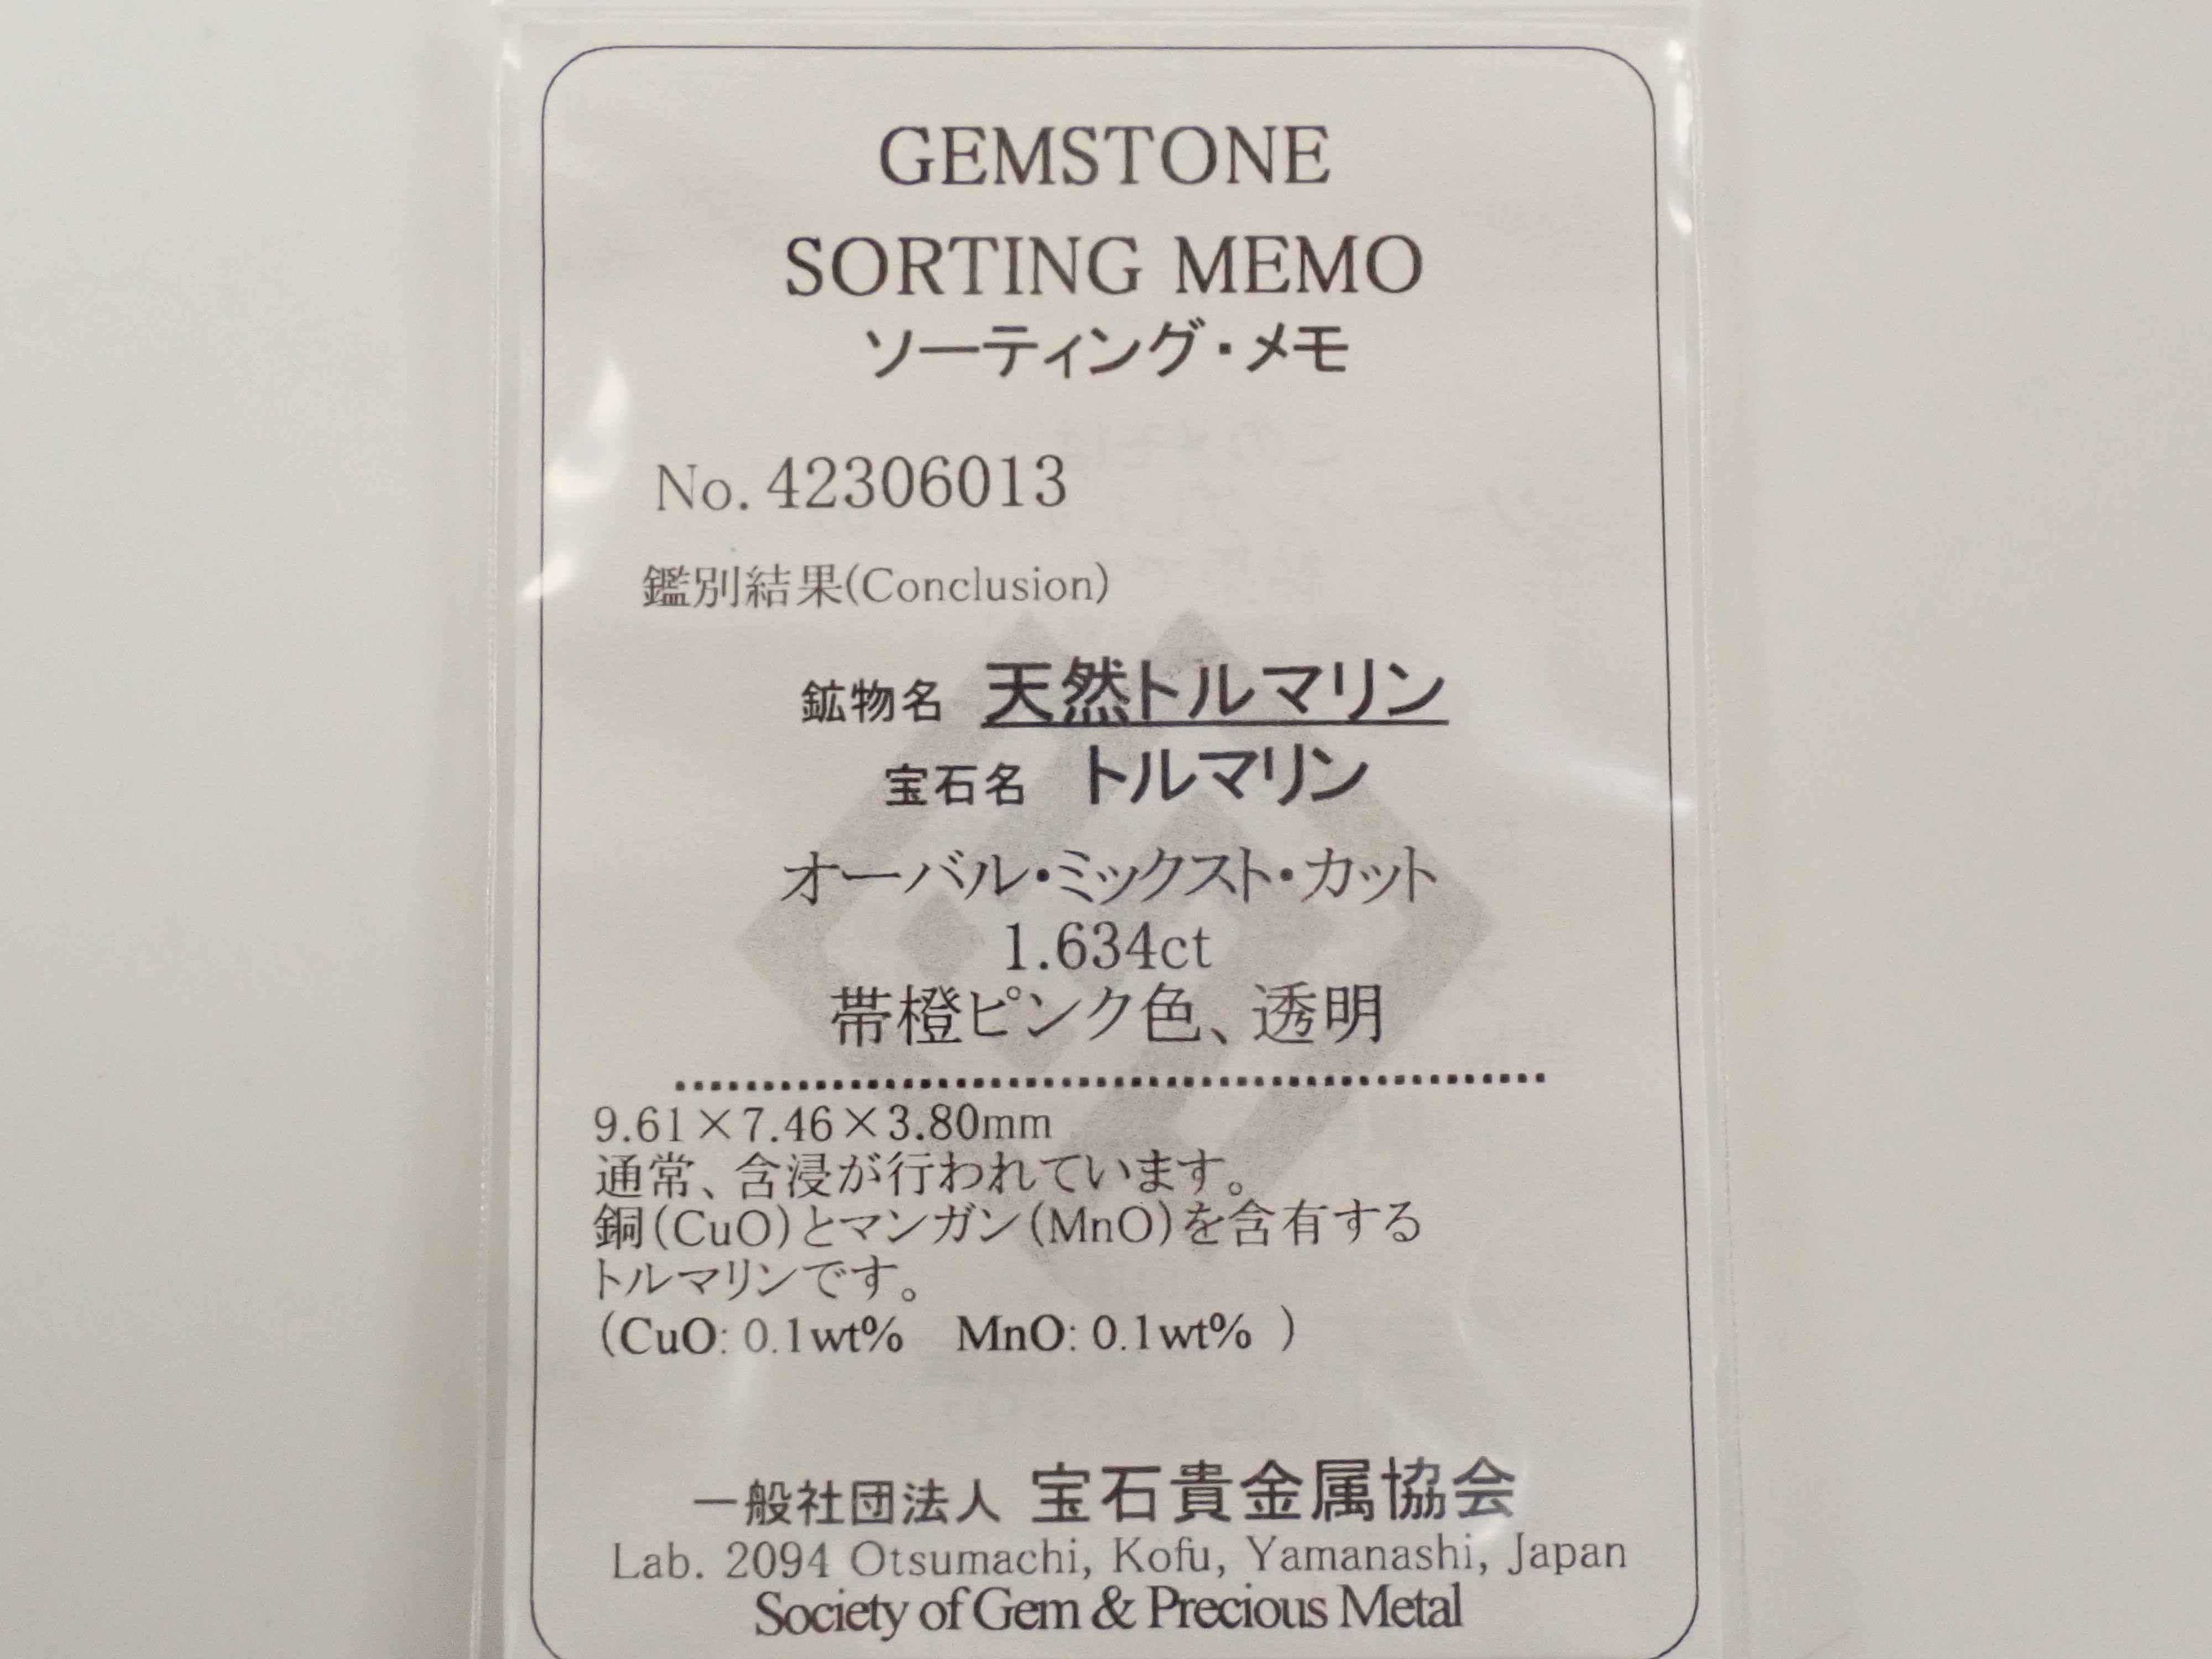 GEMSTONE
SORTING MEMO
ソーティング・メモ
No. 42306013
鑑別結果(Conclusion)
鉱物名 天然トルマリン
宝石名 トルマリン
オーバル・ミックスト・カット
1.634ct
帯橙ピンク色、透明
9.61×7.46×3.80mm
通常、含浸が行われています。
銅(CuO)とマンガン(MnO)を含有する
トルマリンです。
(CuO: 0.1wt% MnO: 0.1wt% )
一般社団法人 宝石貴金属協会
Lab. 2094 Otsumachi, Kofu, Yamanashi, Japan
Society of Gem & Precious Metal